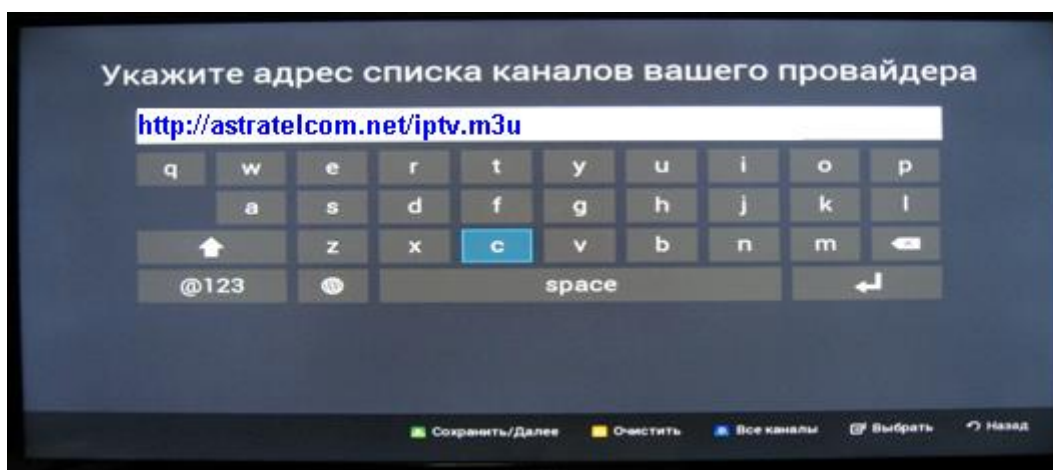 Укажите адрес списка каналов вашего провайдера
http://astratelcom.net/iptv.m3u
q w e r t y u i o p
a s d f g h j k l
z x c v b n m
@123 space
Сохранить/Далее Очистить Все каналы Выбрать Назад